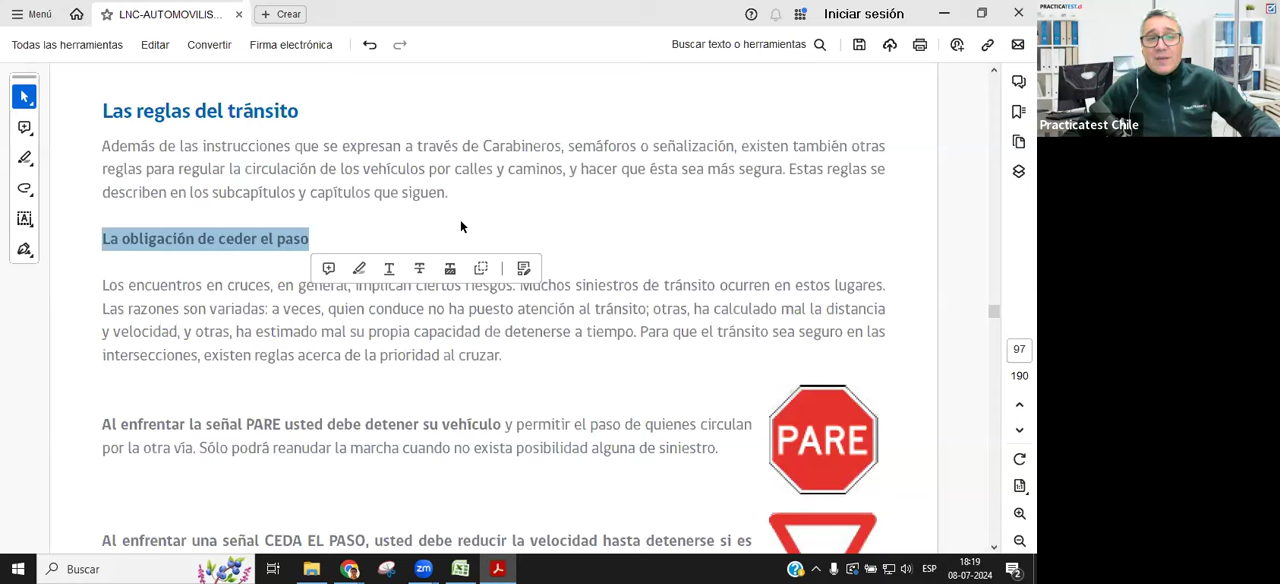 Menú
LNC-AUTOMOVILIS...
Crear
Iniciar sesión
Todas las herramientas
Editar
Convertir
Firma electrónica
Buscar texto o herramientas
PRACTICATEST.cl
Practicatest Chile
Las reglas del tránsito
Además de las instrucciones que se expresan a través de Carabineros, semáforos o señalización, existen también otras
reglas para regular la circulación de los vehículos por calles y caminos, y hacer que ésta sea más segura. Estas reglas se
describen en los subcapítulos y capítulos que siguen.
La obligación de ceder el paso
Los encuentros en cruces, en general, implican ciertos riesgos. Muchos siniestros de tránsito ocurren en estos lugares.
Las razones son variadas: a veces, quien conduce no ha puesto atención al tránsito; otras, ha calculado mal la distancia
y velocidad, y otras, ha estimado mal su propia capacidad de detenerse a tiempo. Para que el tránsito sea seguro en las
intersecciones, existen reglas acerca de la prioridad al cruzar.
97
190
Al enfrentar la señal PARE usted debe detener su vehículo y permitir el paso de quienes circulan
por la otra vía. Sólo podrá reanudar la marcha cuando no exista posibilidad alguna de siniestro.
PARE
Al enfrentar una señal CEDA EL PASO, usted debe reducir la velocidad hasta detenerse si es
Buscar
zm
ESP
18:19
08-07-2024
2